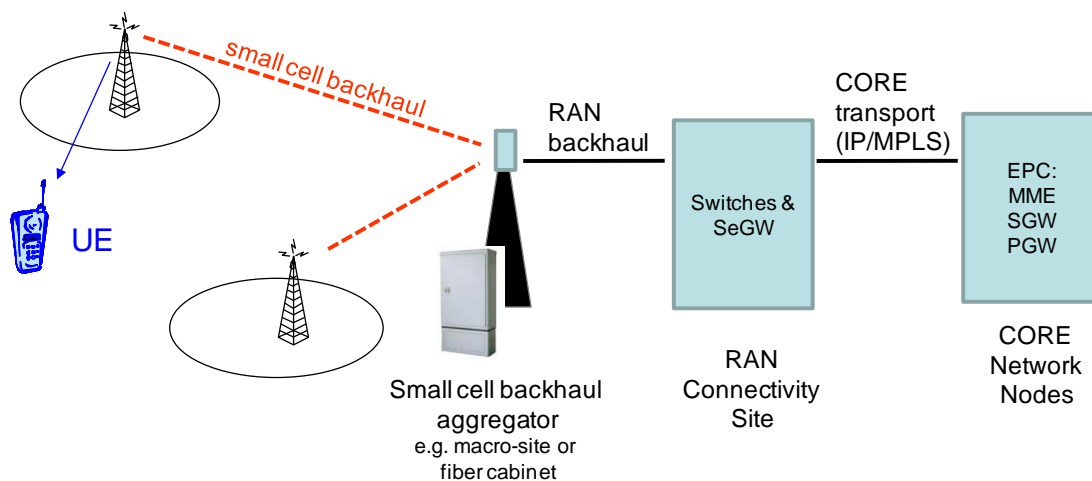 small cell backhaul
UE
RAN
backhaul
CORE
transport
(IP/MPLS)
Switches &
SeGW
EPC:
MME
SGW
PGW
Small cell backhaul
aggregator
e.g. macro-site or
fiber cabinet
RAN
Connectivity
Site
CORE
Network
Nodes